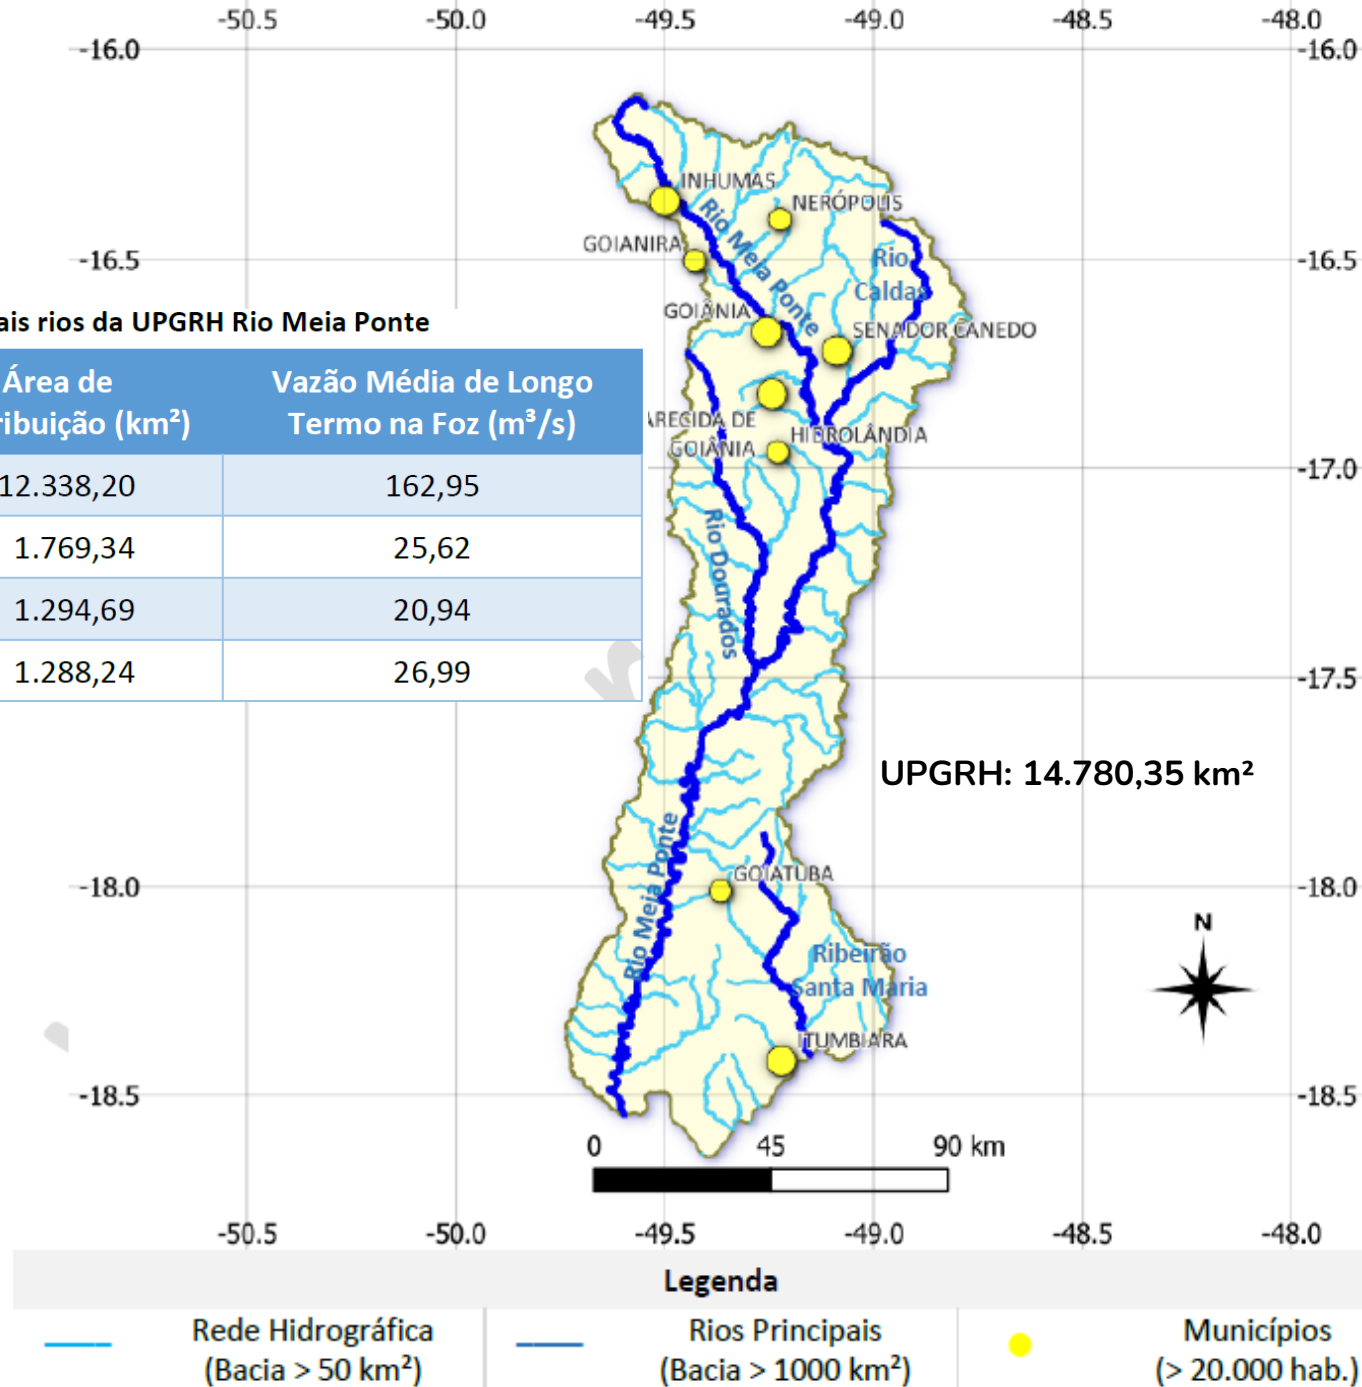 -50.5 -50.0 -49.5 -49.0 -48.5 -48.0
-16.0 -16.0
INHUMAS
NERÓPOLIS
Rio Meia Ponte
GOIANIRA
-16.5 -16.5
Rio
Caldas
GOIÂNIA
SENADOR CANEDO
ais rios da UPGRH Rio Meia Ponte
Área de
ribuição (km²)
Vazão Média de Longo
Termo na Foz (m³/s)
12.338,20 162,95
1.769,34 25,62
1.294,69 20,94
1.288,24 26,99
ARECIDA DE
GOIÂNIA
HIDROLÂNDIA
-17.0
Rio Dourados
-17.5
UPGRH: 14.780,35 km²
Rio Meia Ponte
GOIATUBA
-18.0 -18.0
N
Ribeirão
Santa Maria
ITUMBIARA
-18.5 -18.5
0 45 90 km
-50.5 -50.0 -49.5 -49.0 -48.5 -48.0
Legenda
Rede Hidrográfica
(Bacia > 50 km²)
Rios Principais
(Bacia > 1000 km²)
Municípios
(> 20.000 hab.)